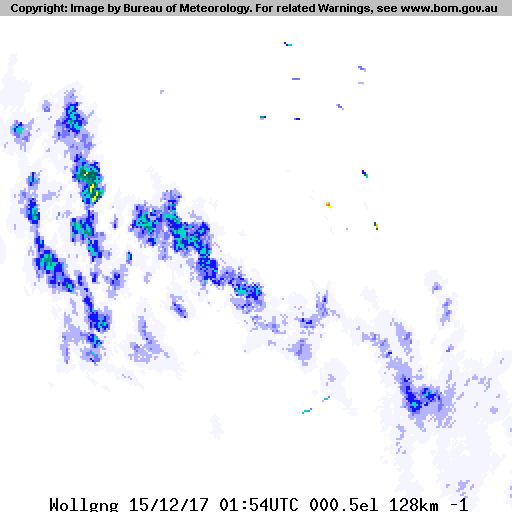 Copyright: Image by Bureau of Meteorology. For related Warnings, see www.bom.gov.au
Wollgng 15/12/17 01:54UTC 000.5el 128km -1